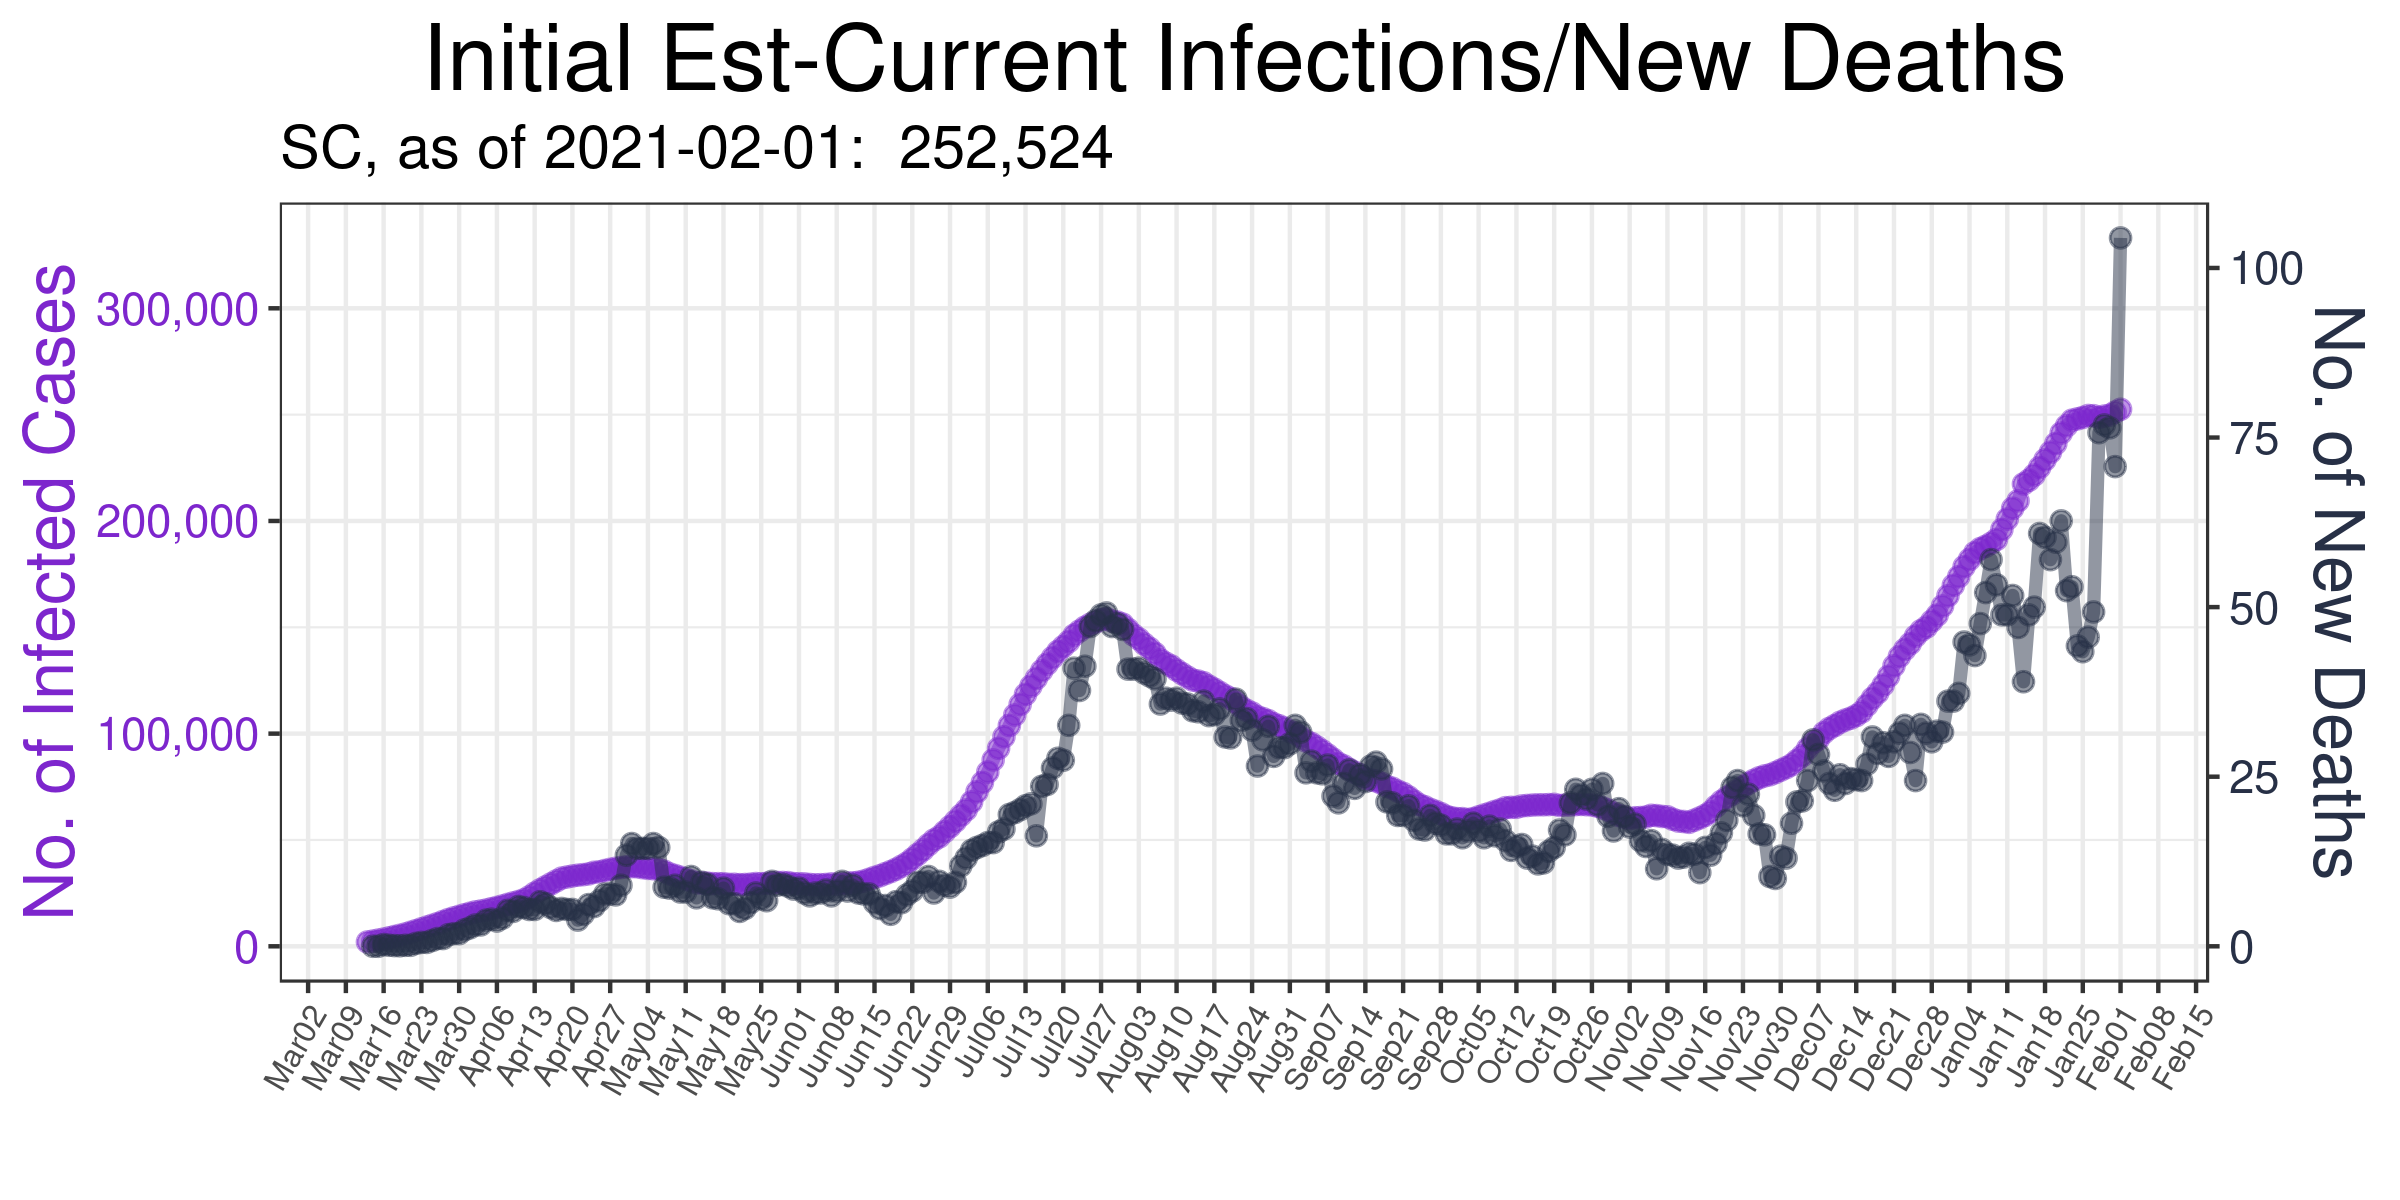 Initial Est-Current Infections/New Deaths
SC, as of 2021-02-01: 252,524
No. of Infected Cases
300,000
200,000
100,000
0
100
75
50
25
0
No. of New Deaths
Mar02
Mar09
Mar16
Mar23
Mar30
Apr06
Apr13
Apr20
Apr27
May04
May11
May18
May25
Jun01
Jun08
Jun15
Jun22
Jun29
Jul06
Jul13
Jul20
Jul27
Aug03
Aug10
Aug17
Aug24
Aug31
Sep07
Sep14
Sep21
Sep28
Oct05
Oct12
Oct19
Oct26
Nov02
Nov09
Nov16
Nov23
Nov30
Dec07
Dec14
Dec21
Dec28
Jan04
Jan11
Jan18
Jan25
Feb01
Feb08
Feb15